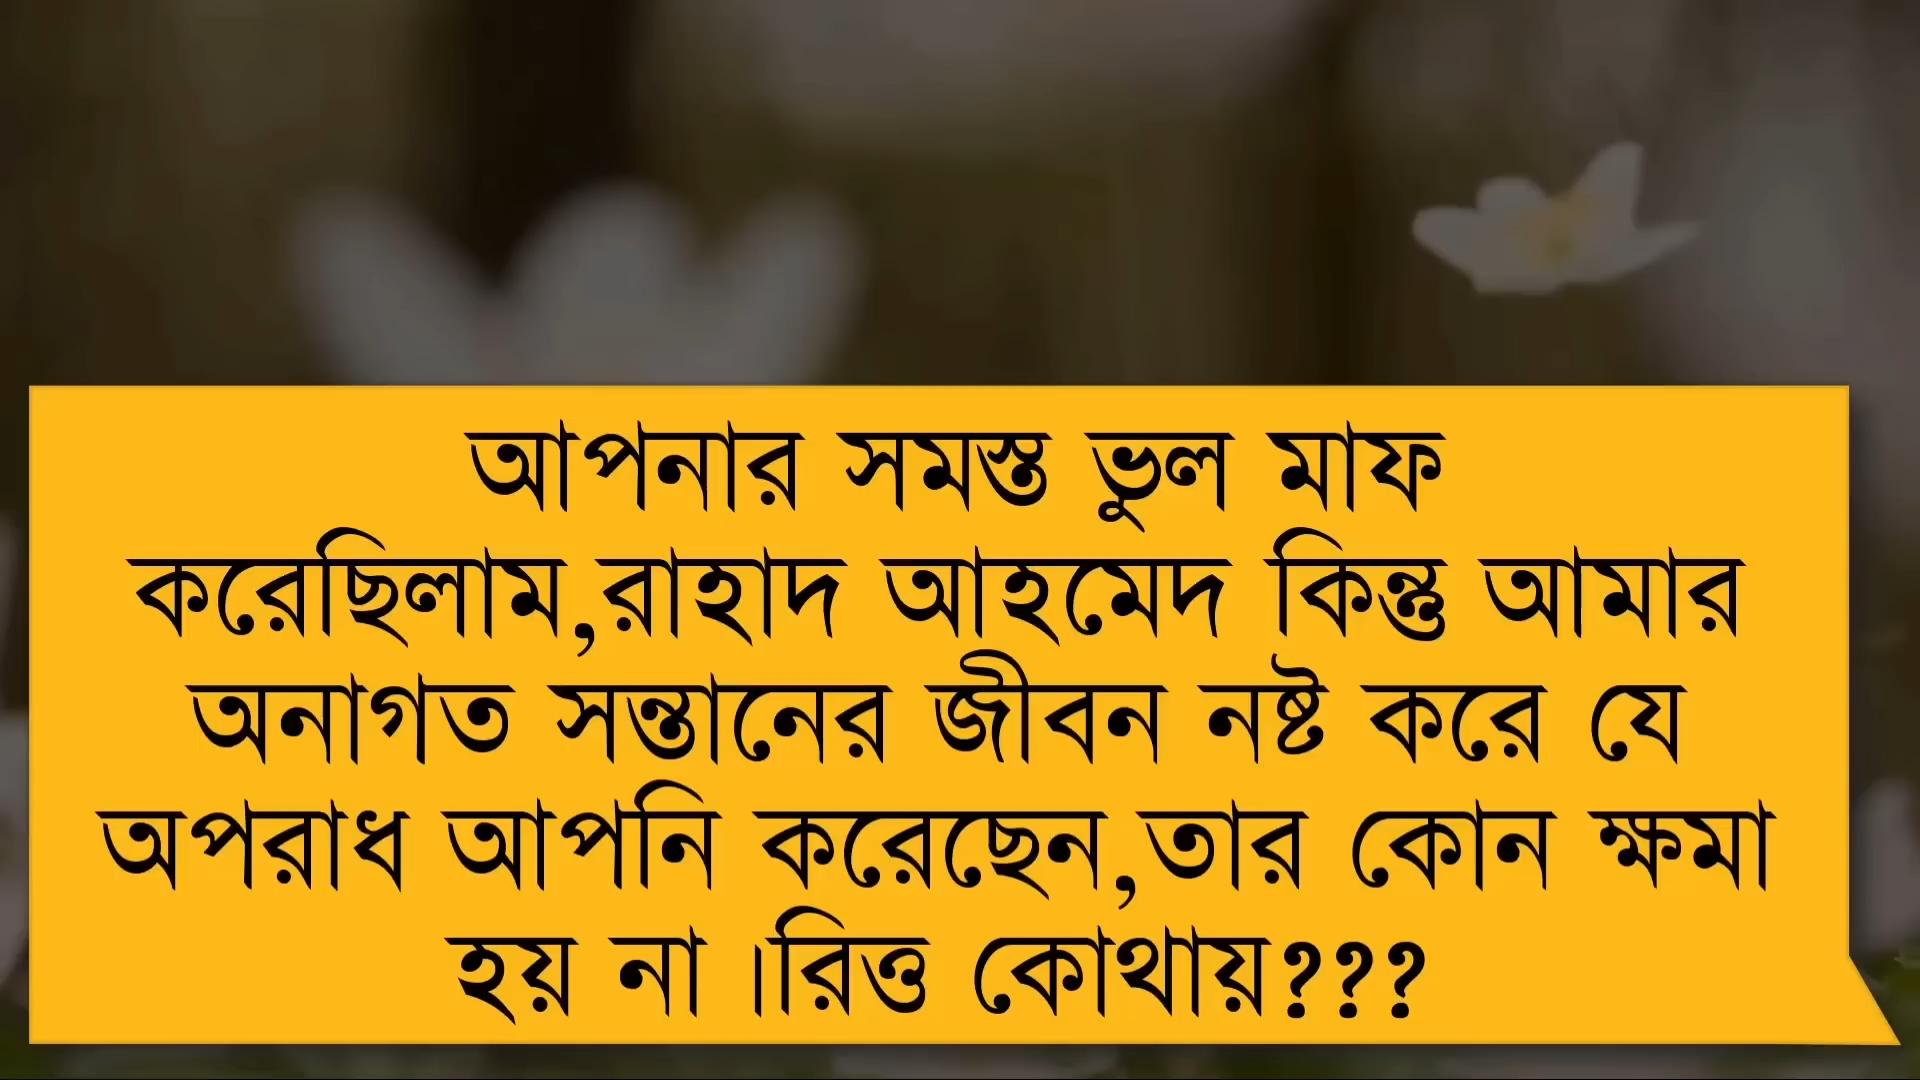 আপনার সমস্ত ভুল মাফ
করেছিলাম,রাহাদ আহমেদ কিন্তু আমার
অনাগত সন্তানের জীবন নষ্ট করে যে
অপরাধ আপনি করেছেন,তার কোন ক্ষমা
হয় না।রিত্ত কোথায়???